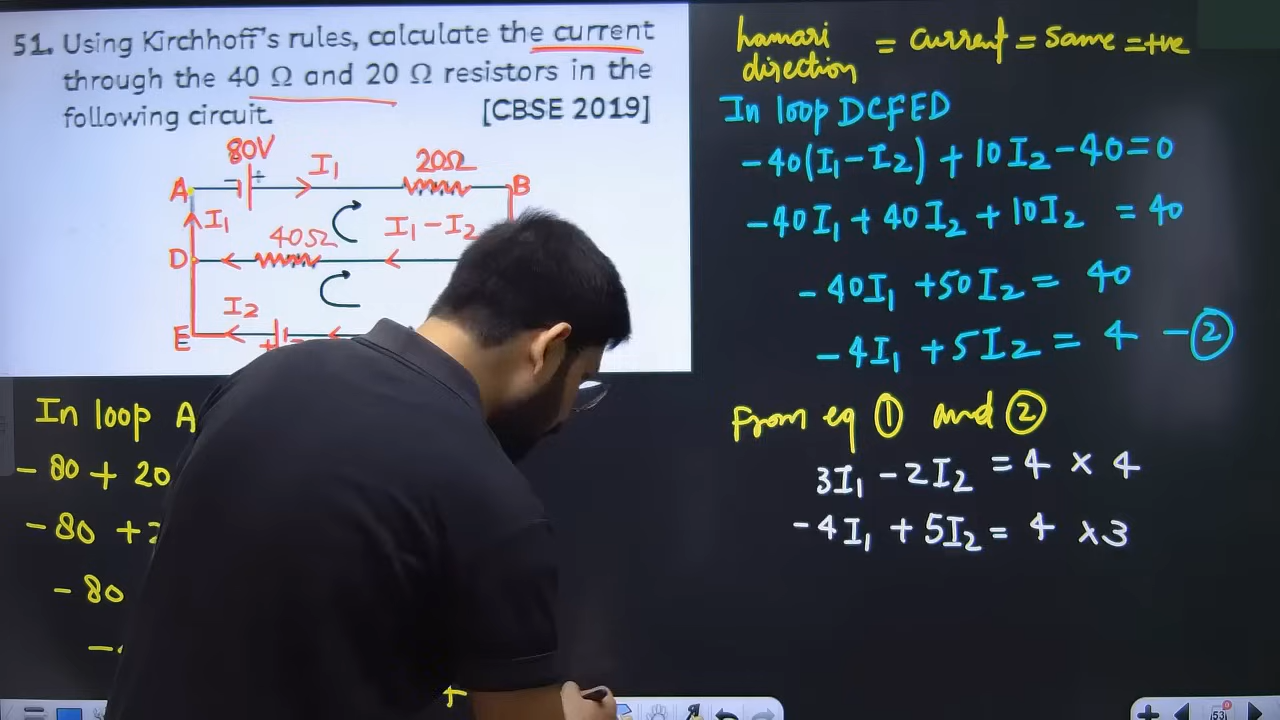 51. Using Kirchhoff's rules, calculate the current
through the 40 Ω and 20 Ω resistors in the
following circuit.
[CBSE 2019]
80V
- +
I₁
20Ω
A
B
I₁
40Ω
I₁-I₂
D
I₂
E
+ -
In loop A
-80 + 20
-80 +2
-80
hamari
direction = current = same = +ve
In loop DCFED
-40(I₁-I₂) + 10I₂ -40=0
-40I₁ + 40I₂ + 10I₂ = 40
-40I₁ +50I₂ = 40
-4I₁ +5I₂ = 4 -②
From eq ① and ②
3I₁ -2I₂ = 4 × 4
-4I₁ + 5I₂ = 4 ×3
53